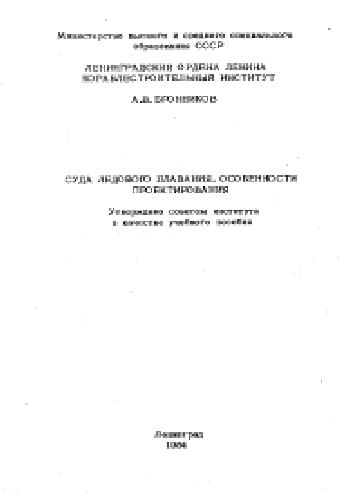 Министерство высшего и среднего специального
образования СССР
ЛЕНИНГРАДСКИЙ ОРДЕНА ЛЕНИНА
КОРАБЛЕСТРОИТЕЛЬНЫЙ ИНСТИТУТ
А.В. БРОННИКОВ
СУДА ЛЕДОВОГО ПЛАВАНИЯ. ОСОБЕННОСТИ
ПРОЕКТИРОВАНИЯ
Утверждено советом института
в качестве учебного пособия
Ленинград
1984